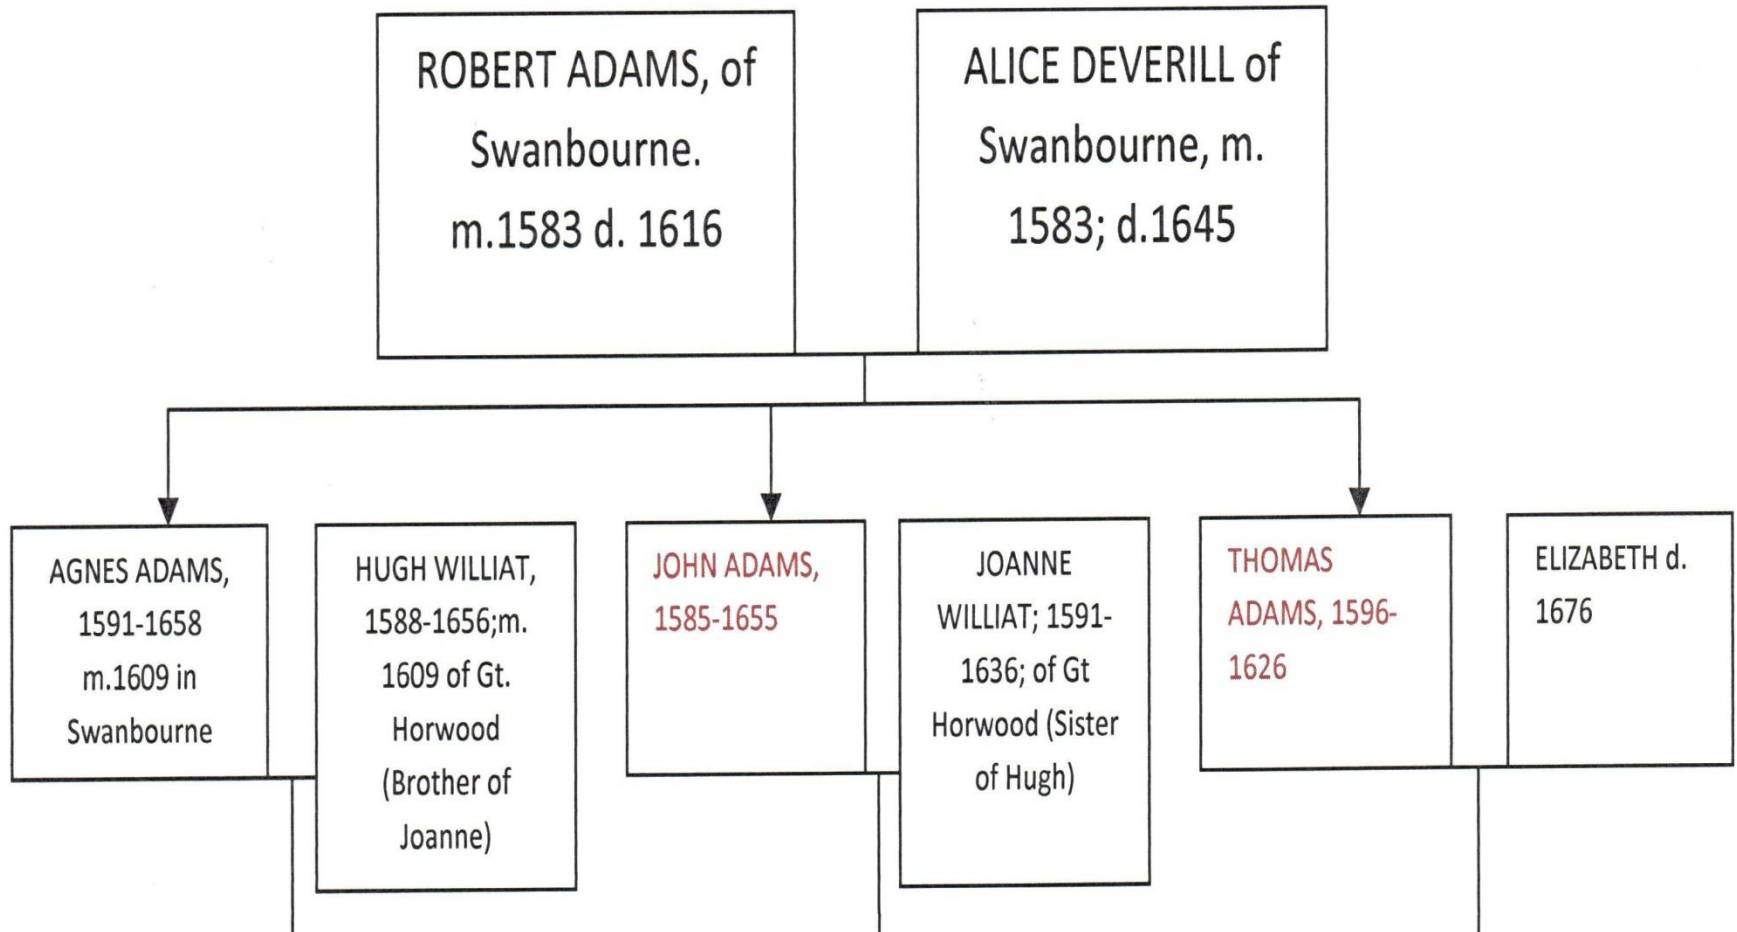 ROBERT ADAMS, of
Swanbourne.
m.1583 d. 1616
ALICE DEVERILL of
Swanbourne, m.
1583; d.1645
AGNES ADAMS,
1591-1658
m.1609 in
Swanbourne
HUGH WILLIAT,
1588-1656;m.
1609 of Gt.
Horwood
(Brother of
Joanne)
JOHN ADAMS,
1585-1655
JOANNE
WILLIAT; 1591-
1636; of Gt
Horwood (Sister
of Hugh)
THOMAS
ADAMS, 1596-
1626
ELIZABETH d.
1676